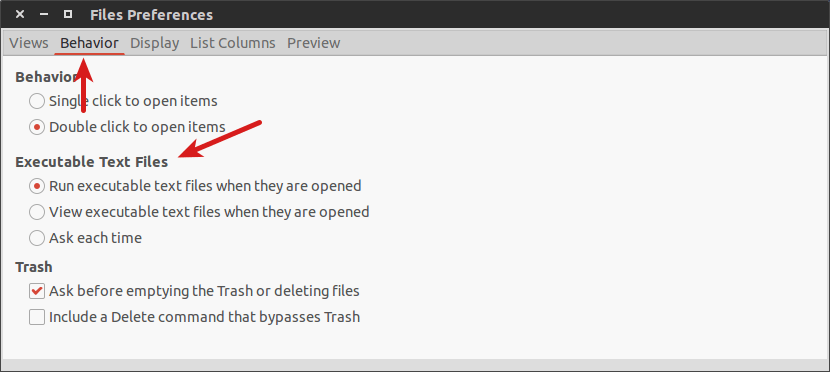 Files Preferences
Views Behavior Display List Columns Preview
Behavior
Single click to open items
Double click to open items
Executable Text Files
Run executable text files when they are opened
View executable text files when they are opened
Ask each time
Trash
Ask before emptying the Trash or deleting files
Include a Delete command that bypasses Trash